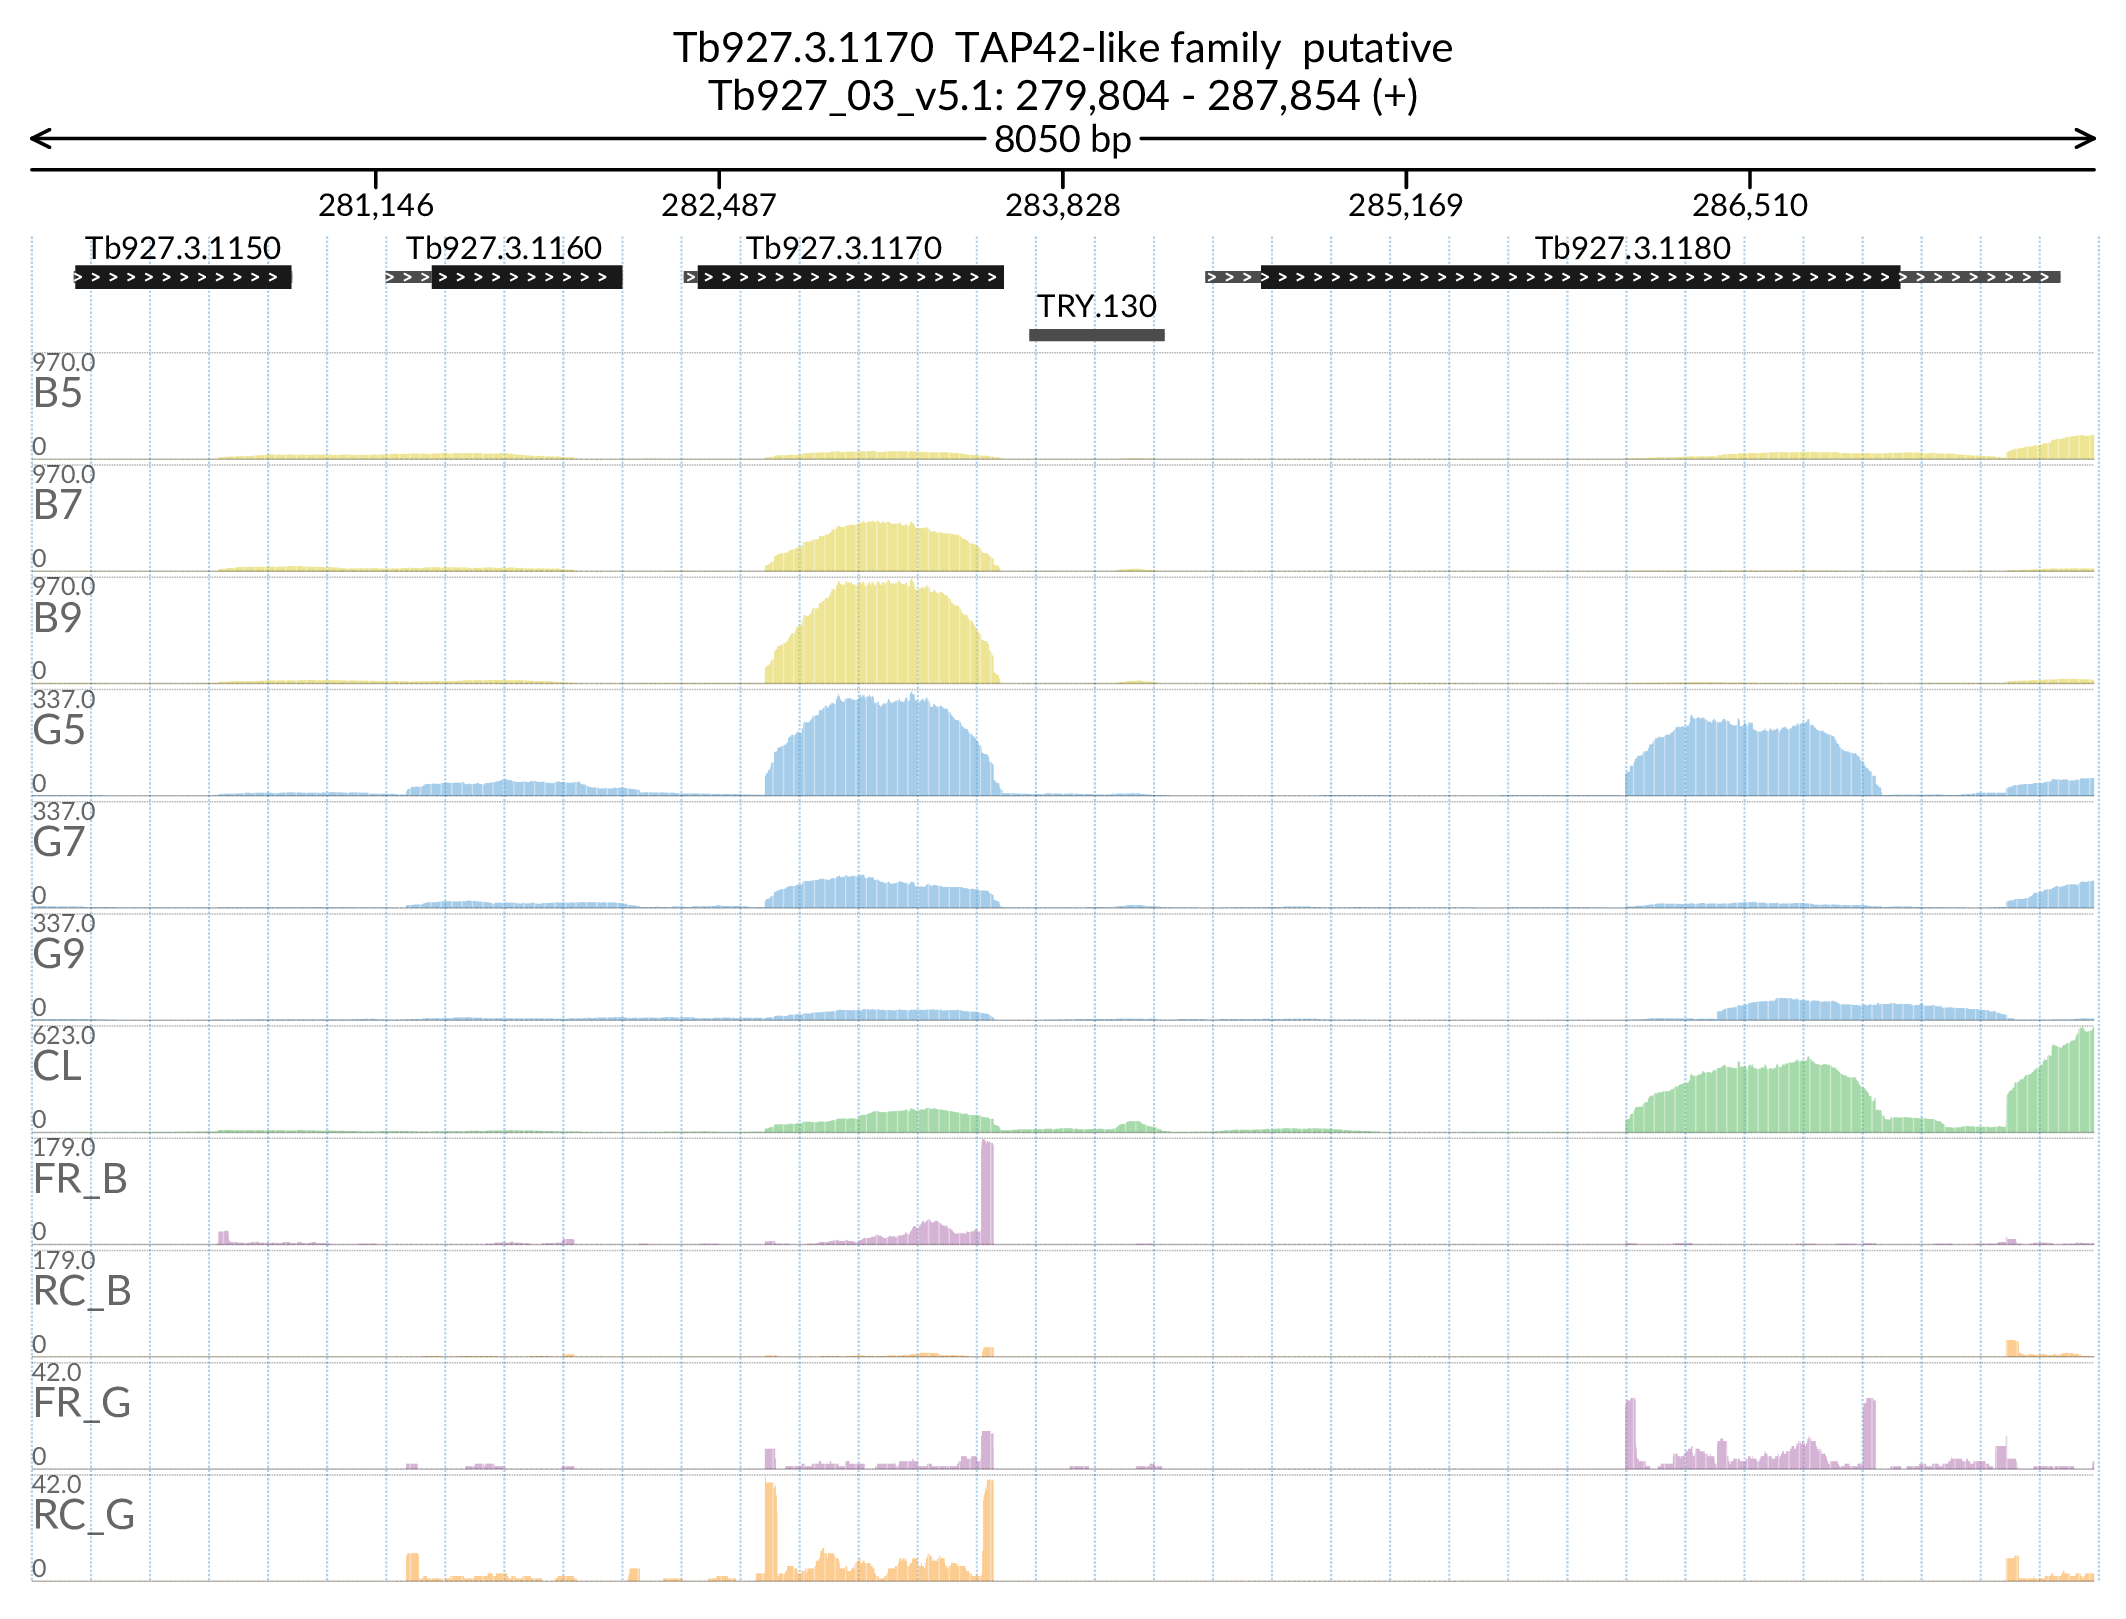 Tb927.3.1170  TAP42-like family  putative
Tb927_03_v5.1: 279,804 - 287,854 (+)
8050 bp
281,146 282,487 283,828 285,169 286,510
Tb927.3.1150 Tb927.3.1160 Tb927.3.1170 Tb927.3.1180
TRY.130
970.0
B5
0
970.0
B7
0
970.0
B9
0
337.0
G5
0
337.0
G7
0
337.0
G9
0
623.0
CL
0
179.0
FR_B
0
179.0
RC_B
0
42.0
FR_G
0
42.0
RC_G
0